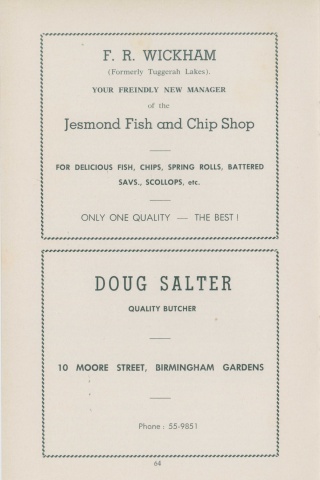 F. R. WICKHAM
(Formerly Tuggerah Lakes).
YOUR FREINDLY NEW MANAGER
of the
Jesmond Fish and Chip Shop
FOR DELICIOUS FISH, CHIPS, SPRING ROLLS, BATTERED
SAVS., SCOLLOPS, etc.
ONLY ONE QUALITY — THE BEST!
DOUG SALTER
QUALITY BUTCHER
10 MOORE STREET, BIRMINGHAM GARDENS
Phone : 55-9851
64